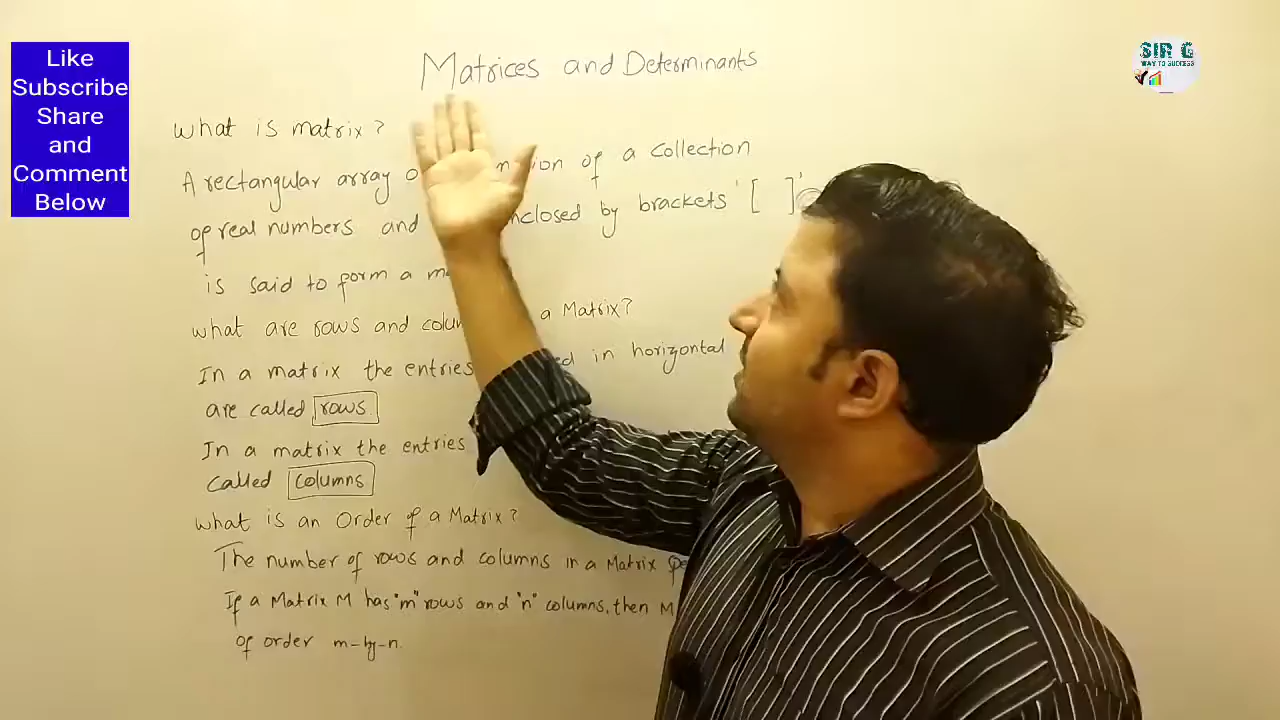 Like
Subscribe
Share
and
Comment
Below
SIR G
WAY TO SUCCESS
Matrices and Determinants
What is matrix?
A rectangular array of a collection
of real numbers and enclosed by brackets '[ ]'
is said to form a
what are rows and a Matrix?
In a matrix the entries in horizontal
are called rows.
In a matrix the entries
called columns
What is an Order of a Matrix?
The number of rows and columns in a Matrix
If a Matrix M has "m" rows and "n" columns, then M
of order m-by-n.